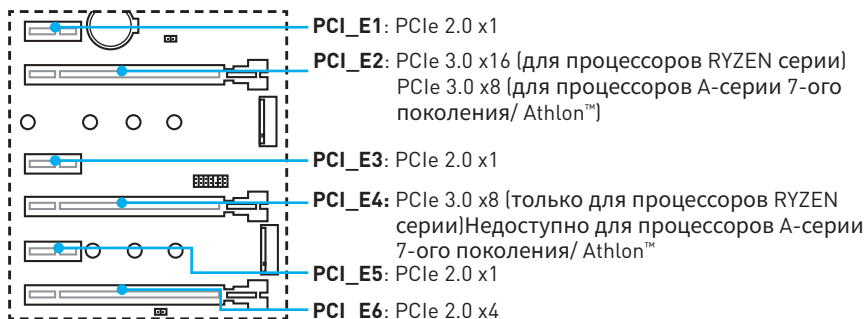 PCI_E1: PCIe 2.0 x1
PCI_E2: PCIe 3.0 x16 (для процессоров RYZEN серии)
PCIe 3.0 x8 (для процессоров A-серии 7-ого
поколения/ Athlon™)
PCI_E3: PCIe 2.0 x1
PCI_E4: PCIe 3.0 x8 (только для процессоров RYZEN
серии)Недоступно для процессоров A-серии
7-ого поколения/ Athlon™
PCI_E5: PCIe 2.0 x1
PCI_E6: PCIe 2.0 x4